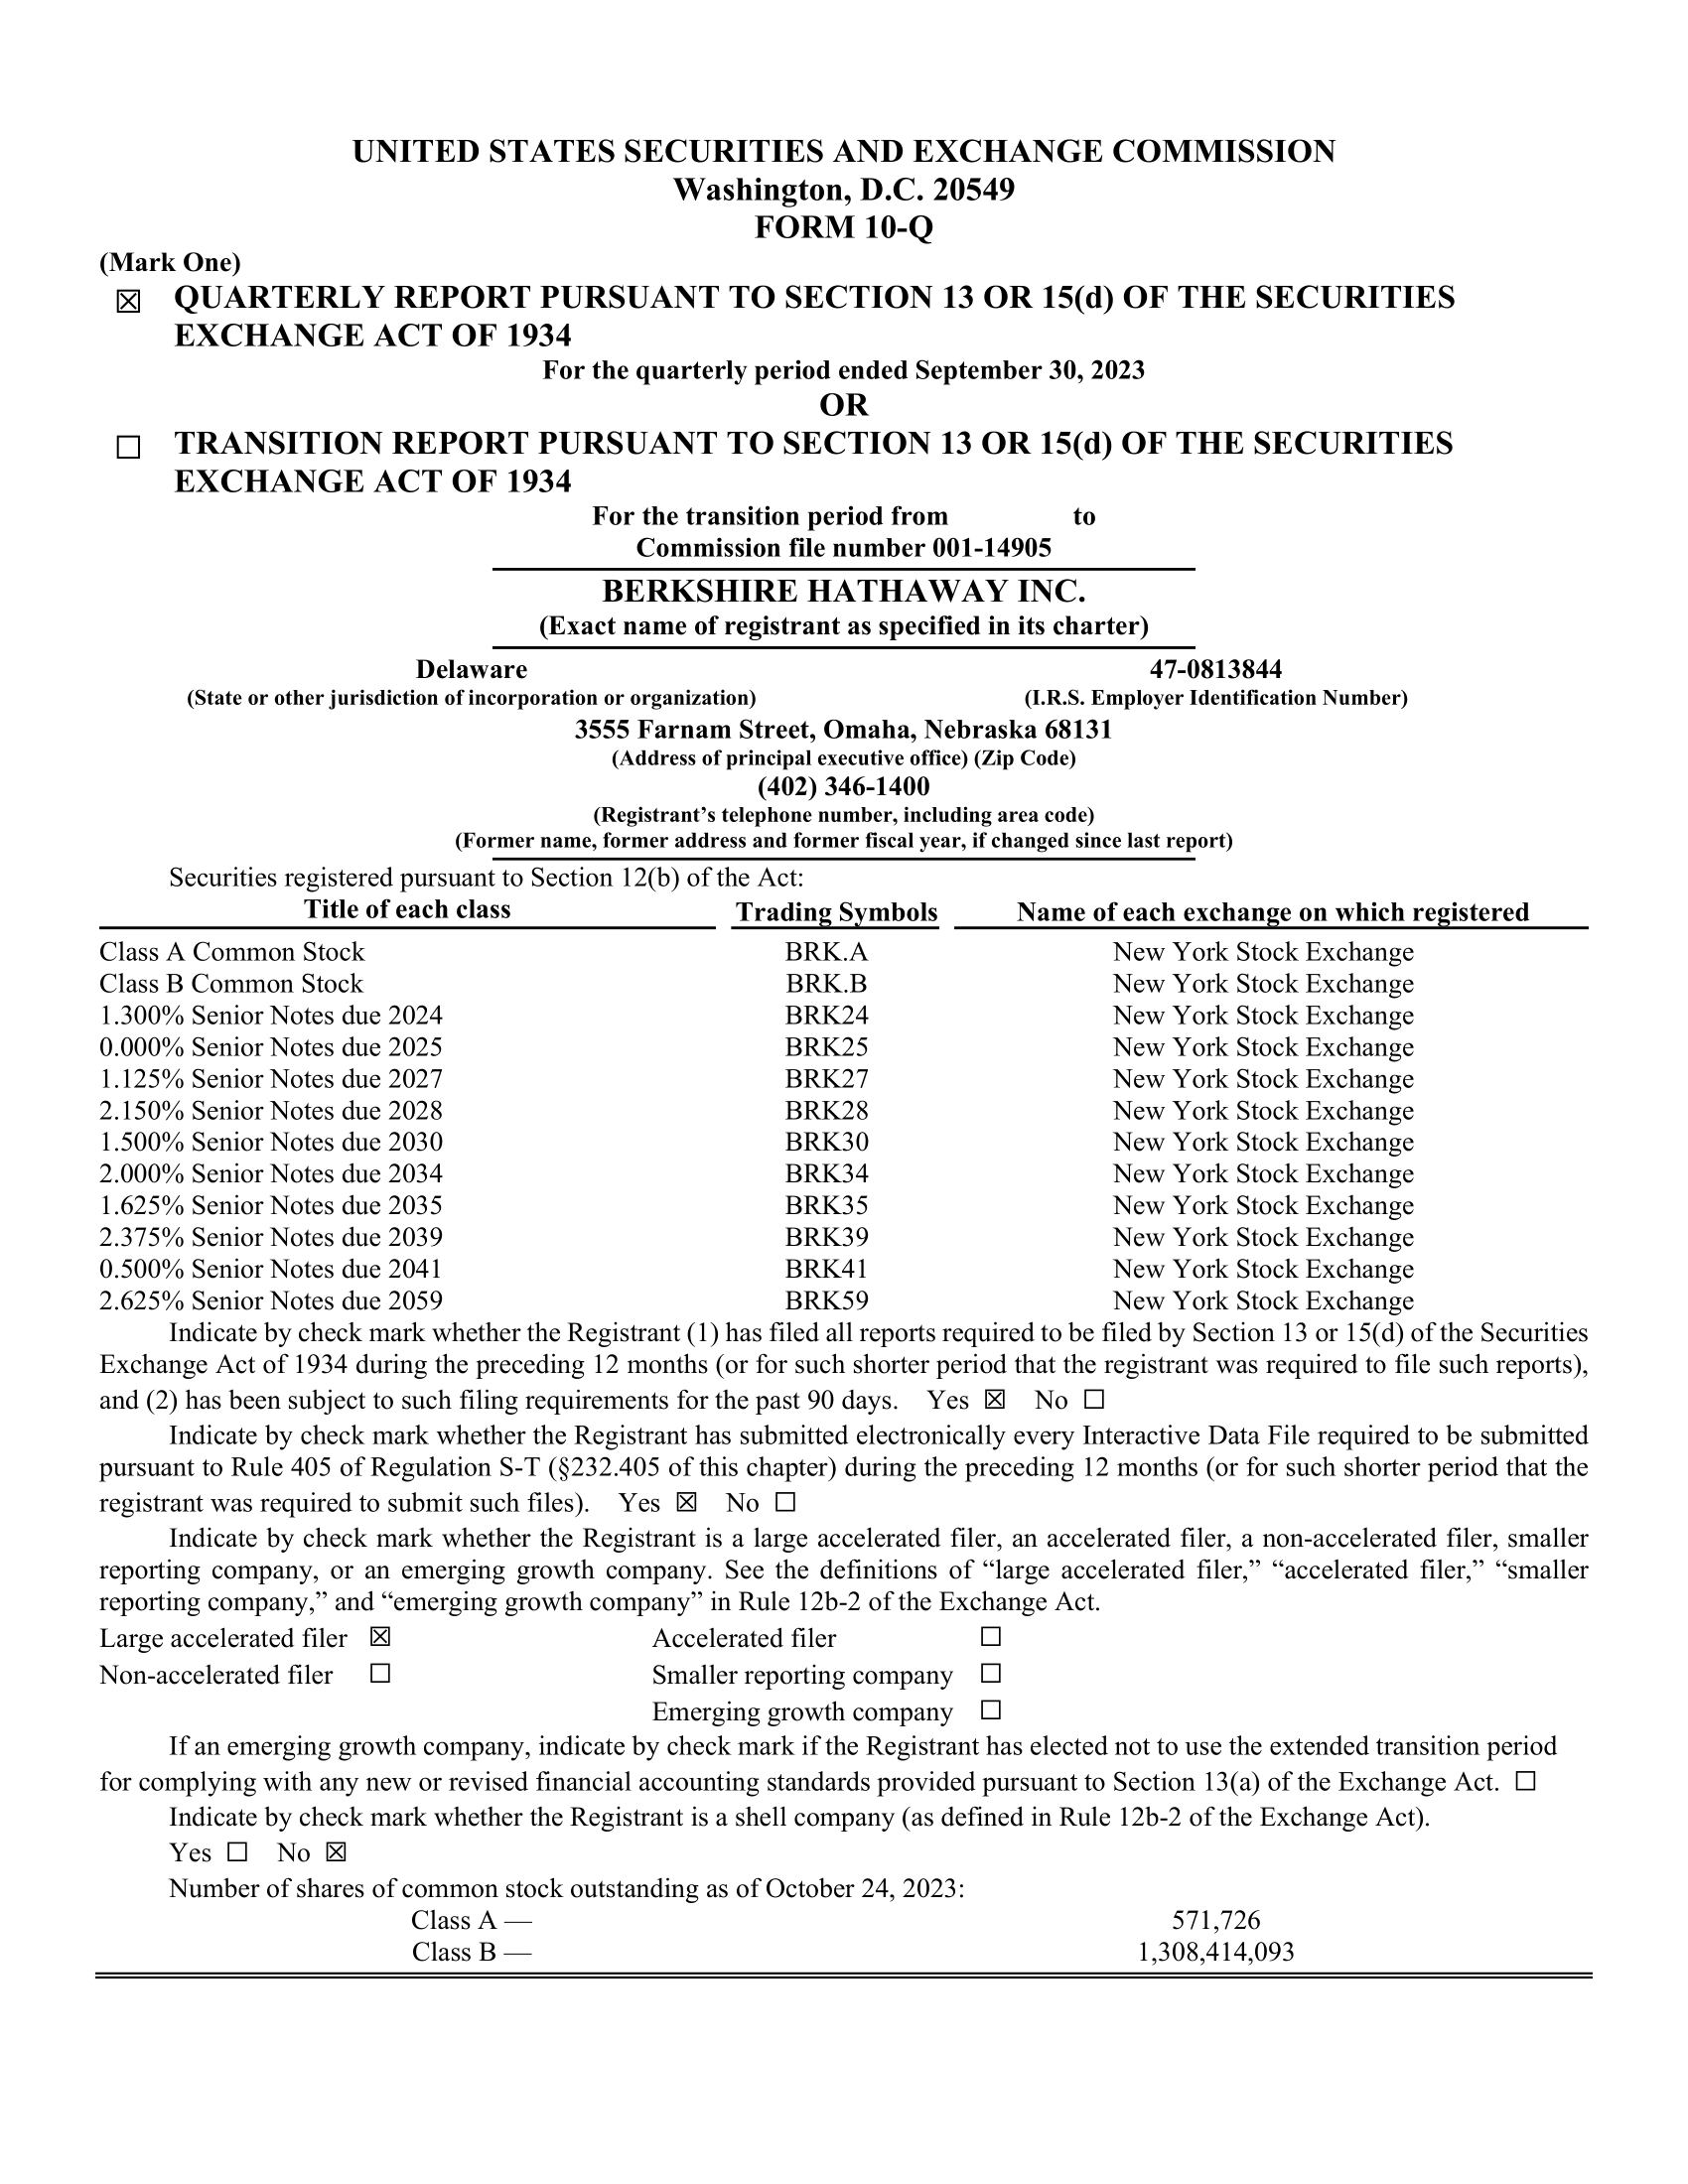 UNITED STATES SECURITIES AND EXCHANGE COMMISSION
Washington, D.C. 20549
FORM 10-Q
(Mark One)
☒ QUARTERLY REPORT PURSUANT TO SECTION 13 OR 15(d) OF THE SECURITIES
EXCHANGE ACT OF 1934
For the quarterly period ended September 30, 2023
OR
☐ TRANSITION REPORT PURSUANT TO SECTION 13 OR 15(d) OF THE SECURITIES
EXCHANGE ACT OF 1934
For the transition period from to
Commission file number 001-14905
BERKSHIRE HATHAWAY INC.
(Exact name of registrant as specified in its charter)
Delaware 47-0813844
(State or other jurisdiction of incorporation or organization) (I.R.S. Employer Identification Number)
3555 Farnam Street, Omaha, Nebraska 68131
(Address of principal executive office) (Zip Code)
(402) 346-1400
(Registrant’s telephone number, including area code)
(Former name, former address and former fiscal year, if changed since last report)
Securities registered pursuant to Section 12(b) of the Act:
Title of each class Trading Symbols Name of each exchange on which registered
Class A Common Stock BRK.A New York Stock Exchange
Class B Common Stock BRK.B New York Stock Exchange
1.300% Senior Notes due 2024 BRK24 New York Stock Exchange
0.000% Senior Notes due 2025 BRK25 New York Stock Exchange
1.125% Senior Notes due 2027 BRK27 New York Stock Exchange
2.150% Senior Notes due 2028 BRK28 New York Stock Exchange
1.500% Senior Notes due 2030 BRK30 New York Stock Exchange
2.000% Senior Notes due 2034 BRK34 New York Stock Exchange
1.625% Senior Notes due 2035 BRK35 New York Stock Exchange
2.375% Senior Notes due 2039 BRK39 New York Stock Exchange
0.500% Senior Notes due 2041 BRK41 New York Stock Exchange
2.625% Senior Notes due 2059 BRK59 New York Stock Exchange
Indicate by check mark whether the Registrant (1) has filed all reports required to be filed by Section 13 or 15(d) of the Securities
Exchange Act of 1934 during the preceding 12 months (or for such shorter period that the registrant was required to file such reports),
and (2) has been subject to such filing requirements for the past 90 days. Yes ☒ No ☐
Indicate by check mark whether the Registrant has submitted electronically every Interactive Data File required to be submitted
pursuant to Rule 405 of Regulation S-T (§232.405 of this chapter) during the preceding 12 months (or for such shorter period that the
registrant was required to submit such files). Yes ☒ No ☐
Indicate by check mark whether the Registrant is a large accelerated filer, an accelerated filer, a non-accelerated filer, smaller
reporting company, or an emerging growth company. See the definitions of “large accelerated filer,” “accelerated filer,” “smaller
reporting company,” and “emerging growth company” in Rule 12b-2 of the Exchange Act.
Large accelerated filer ☒ Accelerated filer ☐
Non-accelerated filer ☐ Smaller reporting company ☐
Emerging growth company ☐
If an emerging growth company, indicate by check mark if the Registrant has elected not to use the extended transition period
for complying with any new or revised financial accounting standards provided pursuant to Section 13(a) of the Exchange Act. ☐
Indicate by check mark whether the Registrant is a shell company (as defined in Rule 12b-2 of the Exchange Act).
Yes ☐ No ☒
Number of shares of common stock outstanding as of October 24, 2023:
Class A — 571,726
Class B — 1,308,414,093